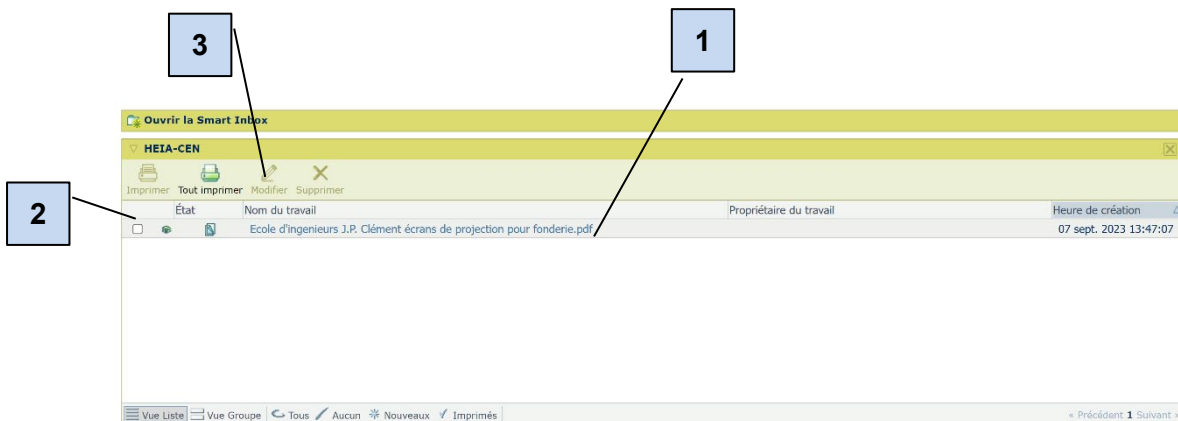 3
1
Ouvrir la Smart Inbox
HEIA-CEN
Imprimer Tout imprimer Modifier Supprimer
2
État Nom du travail Propriétaire du travail Heure de création
Ecole d'ingenieurs J.P. Clément écrans de projection pour fonderie.pdf 07 sept. 2023 13:47:07
Vue Liste Vue Groupe Tous Aucun Nouveaux Imprimés « Précédent 1 Suivant »